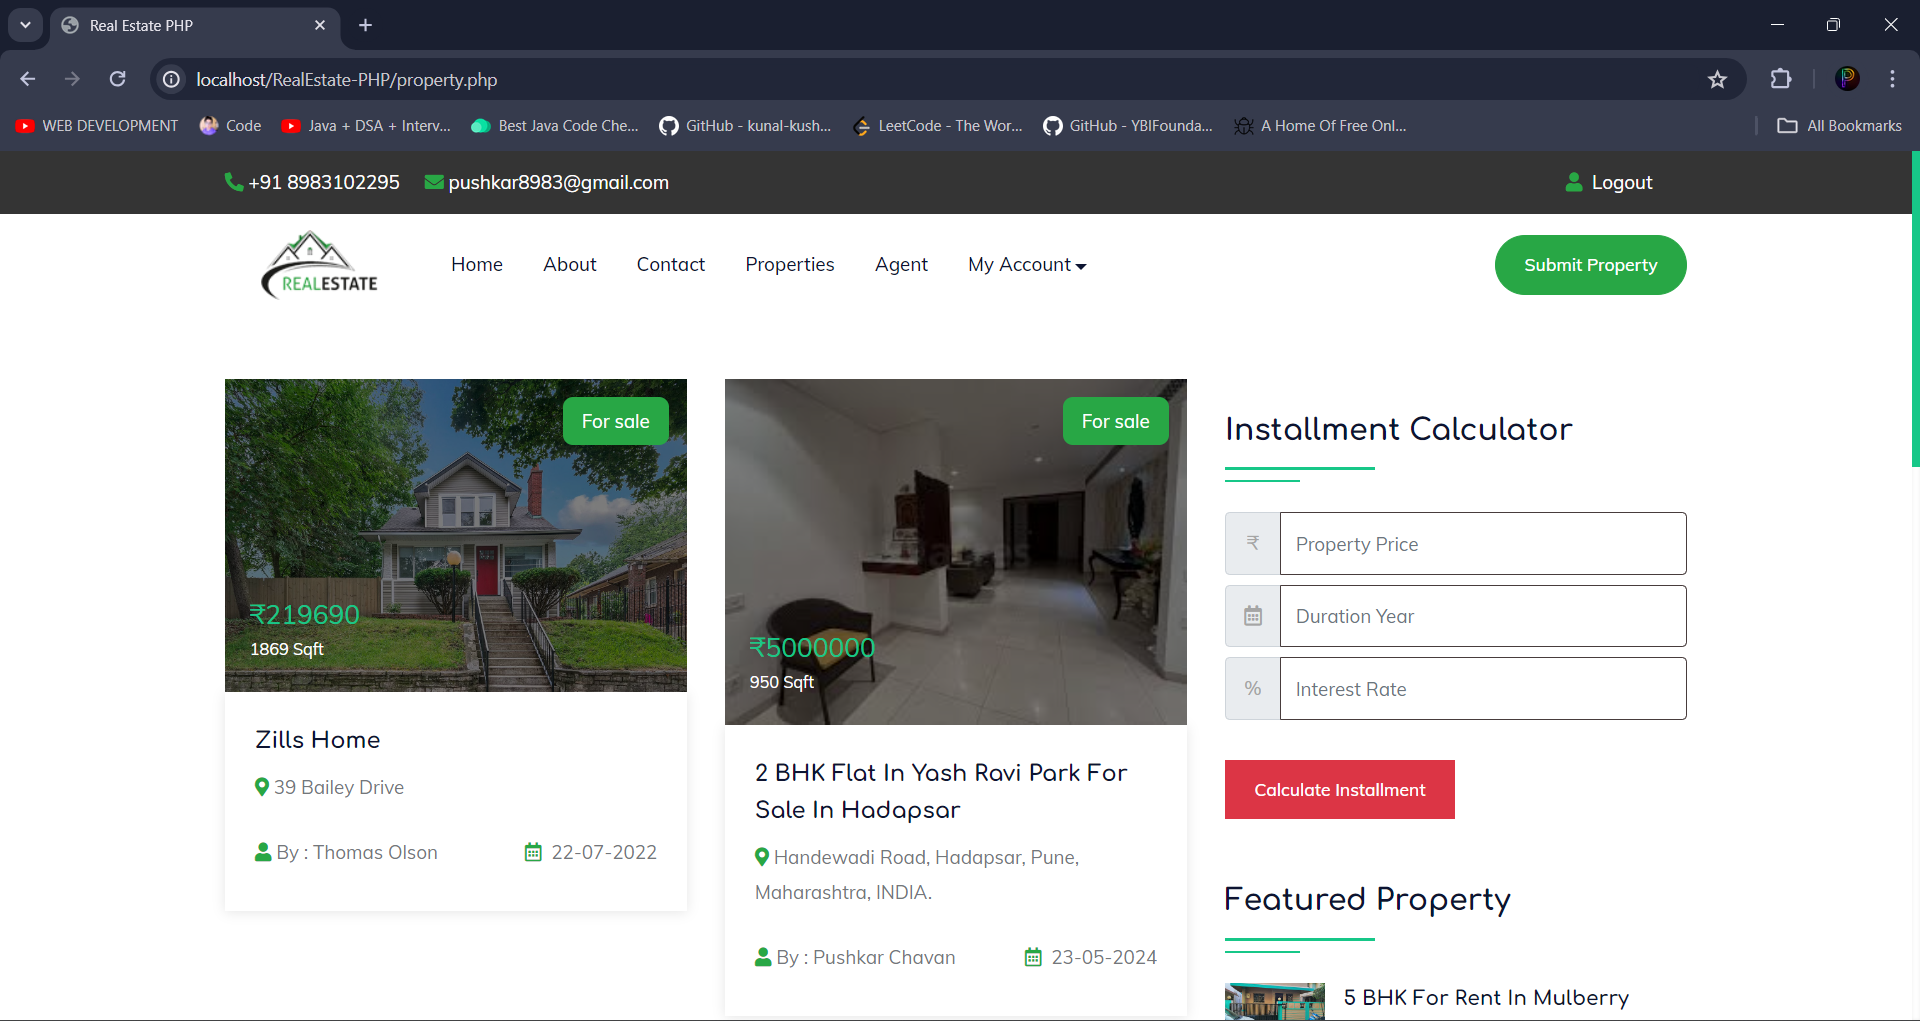 Real Estate PHP
localhost/RealEstate-PHP/property.php
WEB DEVELOPMENT
Code
Java + DSA + Interv...
Best Java Code Che...
GitHub - kunal-kush...
LeetCode - The Wor...
GitHub - YBIFounda...
A Home Of Free Onl...
All Bookmarks
+91 8983102295
pushkar8983@gmail.com
Logout
REALESTATE
Home
About
Contact
Properties
Agent
My Account
Submit Property
For sale
₹219690
1869 Sqft
Zills Home
39 Bailey Drive
By : Thomas Olson
22-07-2022
For sale
₹5000000
950 Sqft
2 BHK Flat In Yash Ravi Park For
Sale In Hadapsar
Handewadi Road, Hadapsar, Pune,
Maharashtra, INDIA.
By : Pushkar Chavan
23-05-2024
Installment Calculator
₹
Property Price
Duration Year
%
Interest Rate
Calculate Installment
Featured Property
5 BHK For Rent In Mulberry